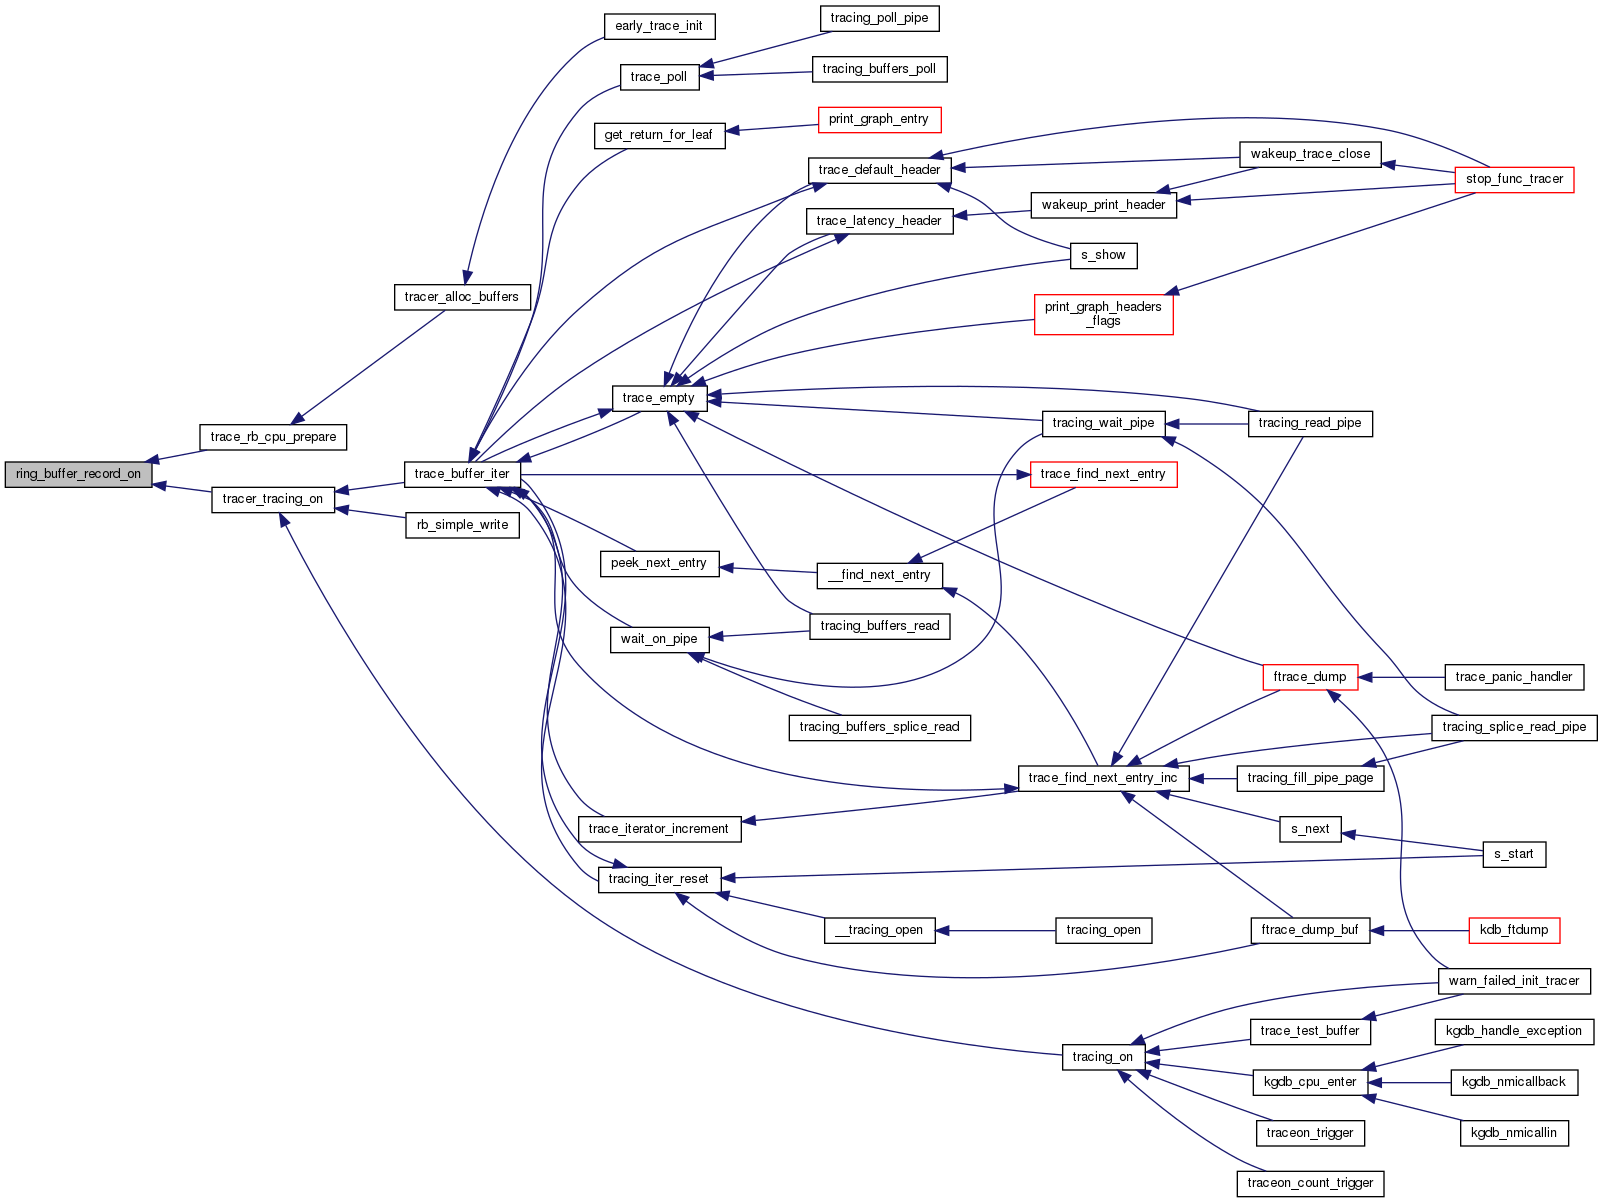 early_trace_init
tracing_poll_pipe
trace_poll
tracing_buffers_poll
get_return_for_leaf
print_graph_entry
trace_default_header
wakeup_trace_close
stop_func_tracer
wakeup_print_header
trace_latency_header
s_show
tracer_alloc_buffers
print_graph_headers
_flags
trace_empty
trace_rb_cpu_prepare
tracing_wait_pipe
tracing_read_pipe
ring_buffer_record_on
trace_buffer_iter
trace_find_next_entry
tracer_tracing_on
rb_simple_write
peek_next_entry
__find_next_entry
tracing_buffers_read
wait_on_pipe
ftrace_dump
trace_panic_handler
tracing_buffers_splice_read
tracing_splice_read_pipe
trace_find_next_entry_inc
tracing_fill_pipe_page
trace_iterator_increment
s_next
s_start
tracing_iter_reset
__tracing_open
tracing_open
ftrace_dump_buf
kdb_ftdump
warn_failed_init_tracer
trace_test_buffer
kgdb_handle_exception
tracing_on
kgdb_cpu_enter
kgdb_nmicallback
traceon_trigger
kgdb_nmicallin
traceon_count_trigger